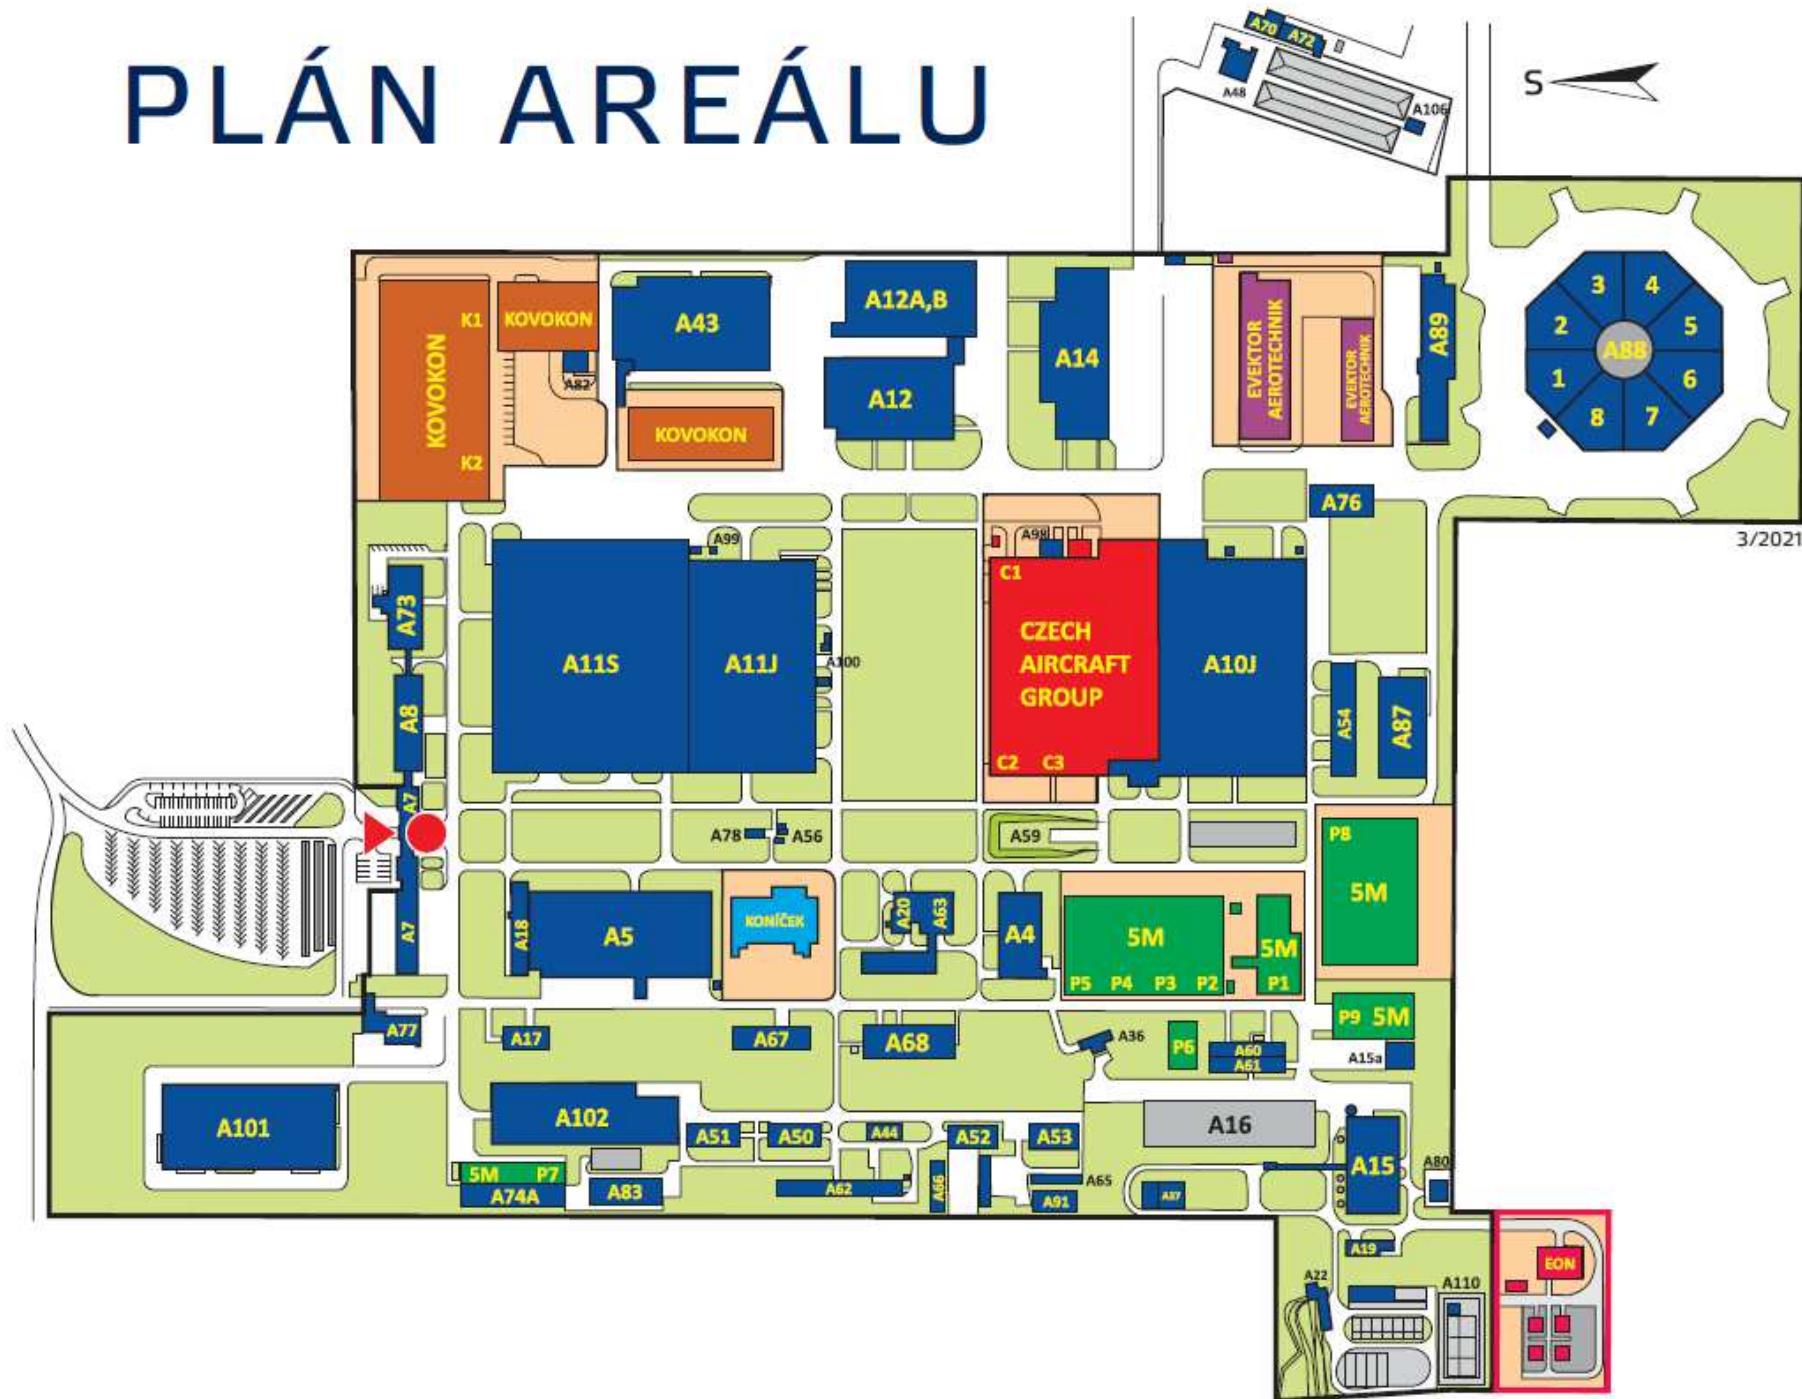 PLÁN AREÁLU
A70
A72
A48
A106
S
3/2021
K1
KOVOKON
K2
KOVOKON
A82
A43
KOVOKON
A12A,B
A12
A14
EVEKTOR
AEROTECHNIK
EVEKTOR
AEROTECHNIK
A89
3
4
2
5
A88
1
6
8
7
A76
A99
A98
C1
A73
A11S
A11J
A100
CZECH
AIRCRAFT
GROUP
A10J
A8
A54
A87
C2
C3
A7
A78
A56
A59
P8
5M
A7
A18
A5
KONÍČEK
A20
A63
A4
5M
5M
P5
P4
P3
P2
P1
P9
5M
A77
A17
A67
A68
A36
P6
A60
A61
A15a
A101
A102
A51
A50
A44
A52
A53
A16
A15
A80
5M
P7
A74A
A83
A62
A66
A65
A91
A19
EON
A22
A110